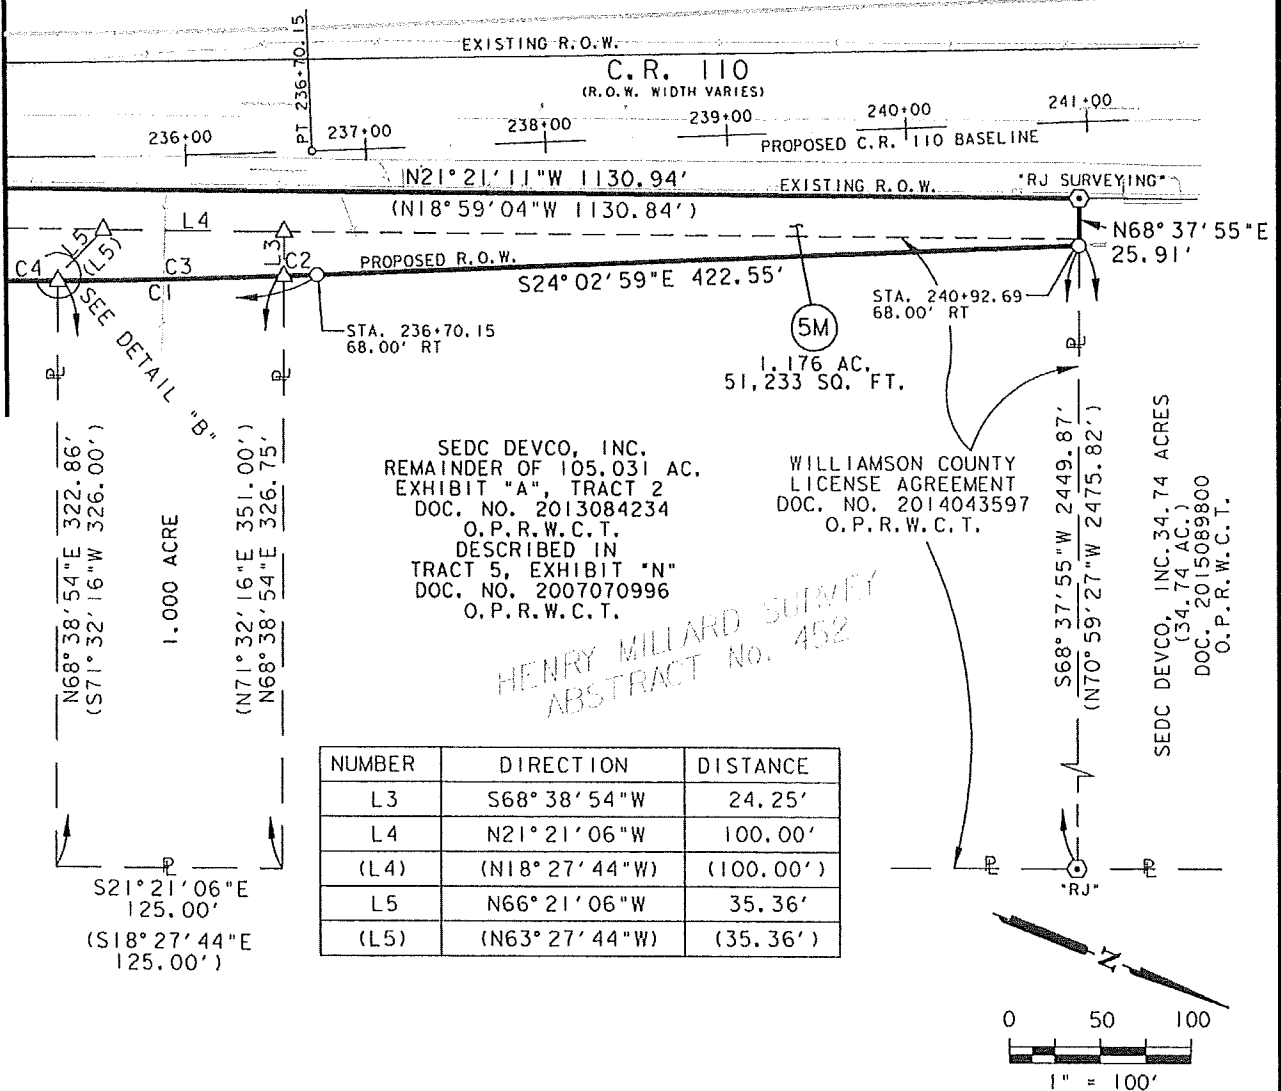 EXISTING R.O.W.
C.R. 110
(R.O.W. WIDTH VARIES)
PT 236+70.15
236+00
237+00
238+00
239+00
240+00
241+00
PROPOSED C.R. 110 BASELINE
N21°21'11"W 1130.94'
(N18°59'04"W 1130.84')
EXISTING R.O.W.
"RJ SURVEYING"
N68°37'55"E
25.91'
L4
L5
(L5)
L3
C4
C3
C2
C1
PROPOSED R.O.W.
S24°02'59"E 422.55'
SEE DETAIL "B"
STA. 236+70.15
68.00' RT
STA. 240+92.69
68.00' RT
5M
1.176 AC.
51,233 SQ. FT.
PL
PL
PL
N68°38'54"E 322.86'
(S71°32'16"W 326.00')
1.000 ACRE
(N71°32'16"E 351.00')
N68°38'54"E 326.75'
SEDC DEVCO, INC.
REMAINDER OF 105.031 AC.
EXHIBIT "A", TRACT 2
DOC. NO. 2013084234
O.P.R.W.C.T.
DESCRIBED IN
TRACT 5, EXHIBIT "N"
DOC. NO. 2007070996
O.P.R.W.C.T.
WILLIAMSON COUNTY
LICENSE AGREEMENT
DOC. NO. 2014043597
O.P.R.W.C.T.
S68°37'55"W 2449.87'
(N70°59'27"W 2475.82')
SEDC DEVCO, INC. 34.74 ACRES
(34.74 AC.)
DOC. 2015089800
O.P.R.W.C.T.
HENRY MILLARD SURVEY
ABSTRACT No. 452
NUMBER DIRECTION DISTANCE
L3 S68°38'54"W 24.25'
L4 N21°21'06"W 100.00'
(L4) (N18°27'44"W) (100.00')
L5 N66°21'06"W 35.36'
(L5) (N63°27'44"W) (35.36')
PL
S21°21'06"E
125.00'
(S18°27'44"E
125.00')
PL
PL
"RJ"
N
0 50 100
1" = 100'